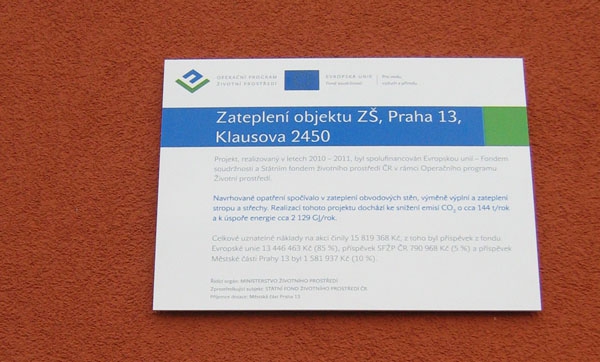 OPERAČNÍ PROGRAM
ŽIVOTNÍ PROSTŘEDÍ
EVROPSKÁ UNIE
Fond soudržnosti
Pro vodu,
vzduch a přírodu
Zateplení objektu ZŠ, Praha 13,
Klausova 2450
Projekt, realizovaný v letech 2010 – 2011, byl spolufinancován Evropskou unií – Fondem
soudržnosti a Státním fondem životního prostředí ČR v rámci Operačního programu
Životní prostředí.
Navrhované opatření spočívalo v zateplení obvodových stěn, výměně výplní a zateplení
stropu a střechy. Realizací tohoto projektu dochází ke snížení emisí CO₂ o cca 144 t/rok
a k úspoře energie cca 2 129 GJ/rok.
Celkové uznatelné náklady na akci činily 15 819 368 Kč, z toho byl příspěvek z fondu
Evropské unie 13 446 463 Kč (85 %), příspěvek SFŽP ČR 790 968 Kč (5 %) a příspěvek
Městské části Prahy 13 byl 1 581 937 Kč (10 %).
Řídící orgán: MINISTERSTVO ŽIVOTNÍHO PROSTŘEDÍ
Zprostředkující subjekt: STÁTNÍ FOND ŽIVOTNÍHO PROSTŘEDÍ ČR
Příjemce dotace: Městská část Praha 13